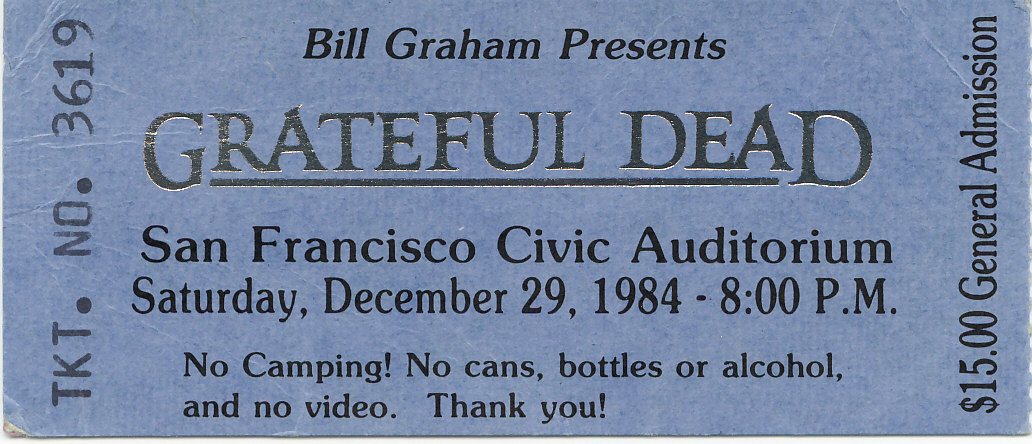 TKT. NO. 3619
Bill Graham Presents
GRATEFUL DEAD
San Francisco Civic Auditorium
Saturday, December 29, 1984 - 8:00 P.M.
No Camping! No cans, bottles or alcohol,
and no video. Thank you!
$15.00 General Admission